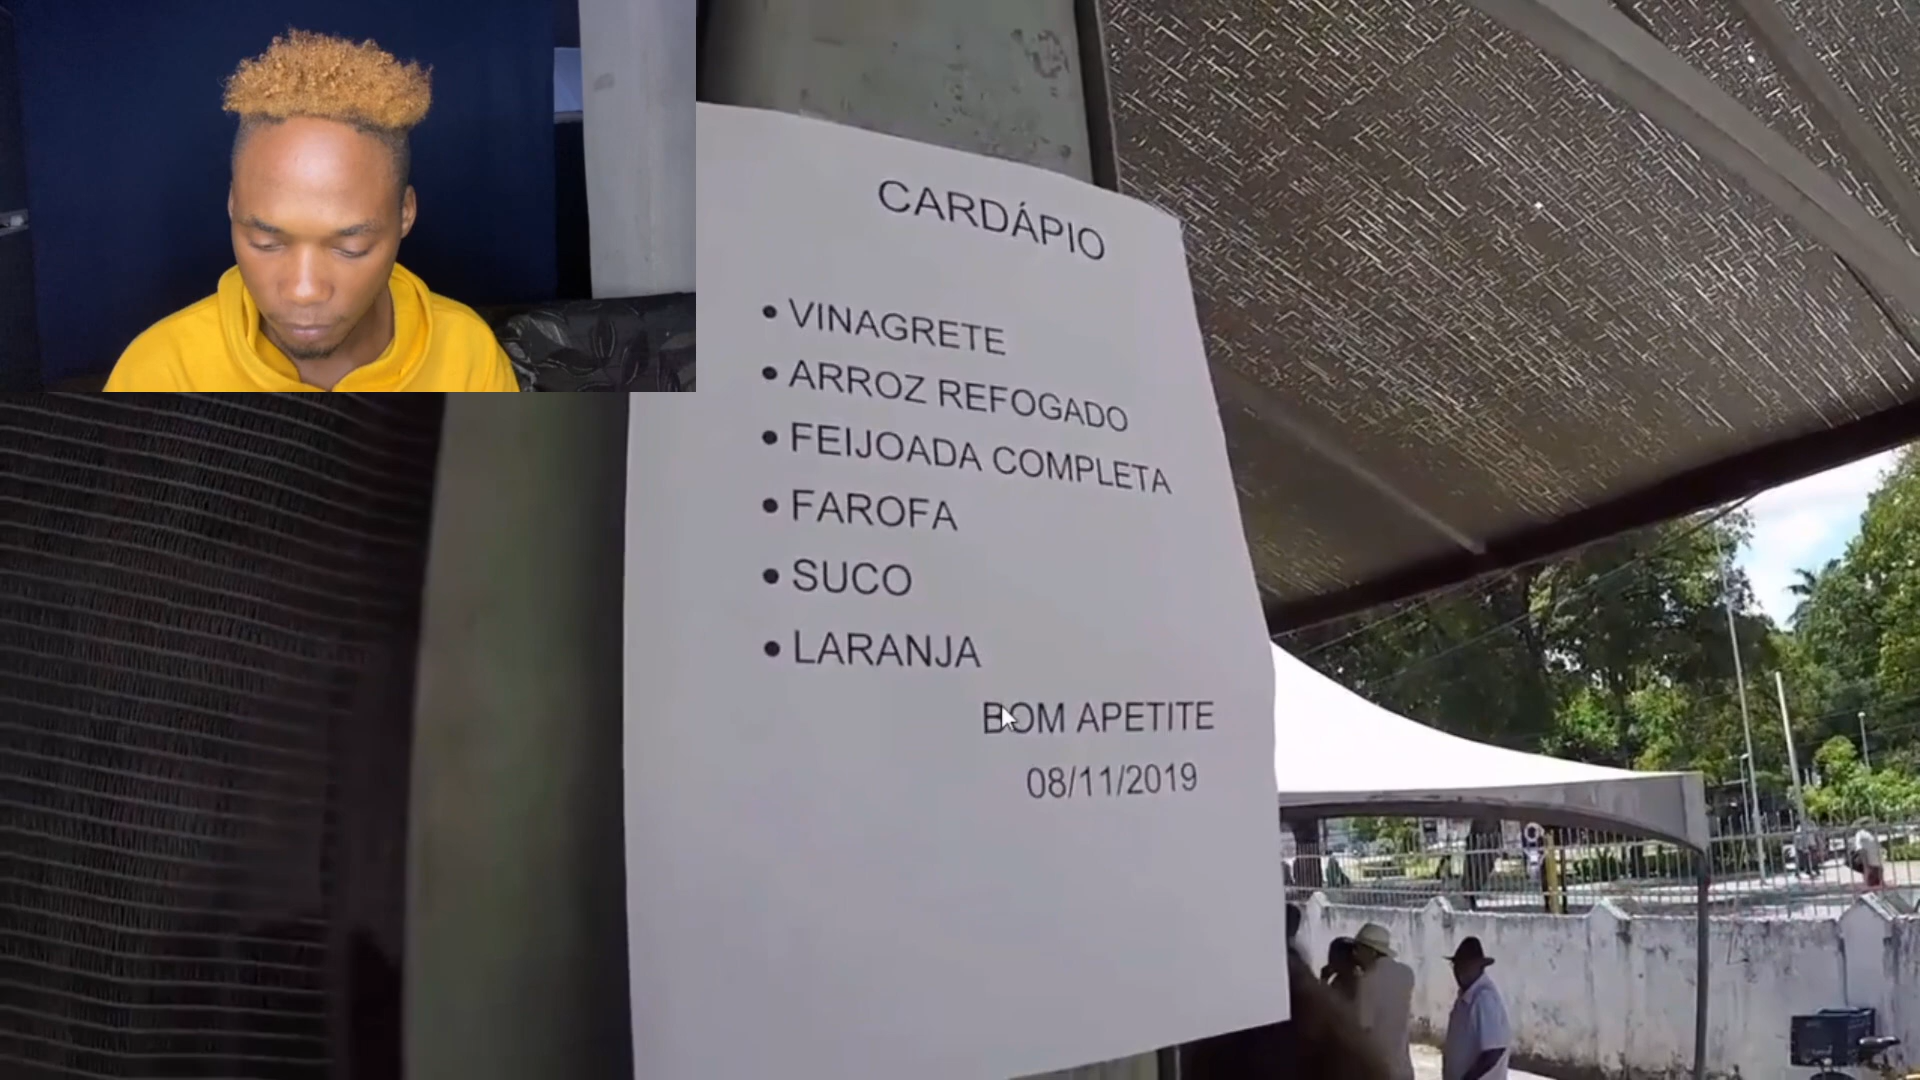 CARDÁPIO
• VINAGRETE
• ARROZ REFOGADO
• FEIJOADA COMPLETA
• FAROFA
• SUCO
• LARANJA
BOM APETITE
08/11/2019